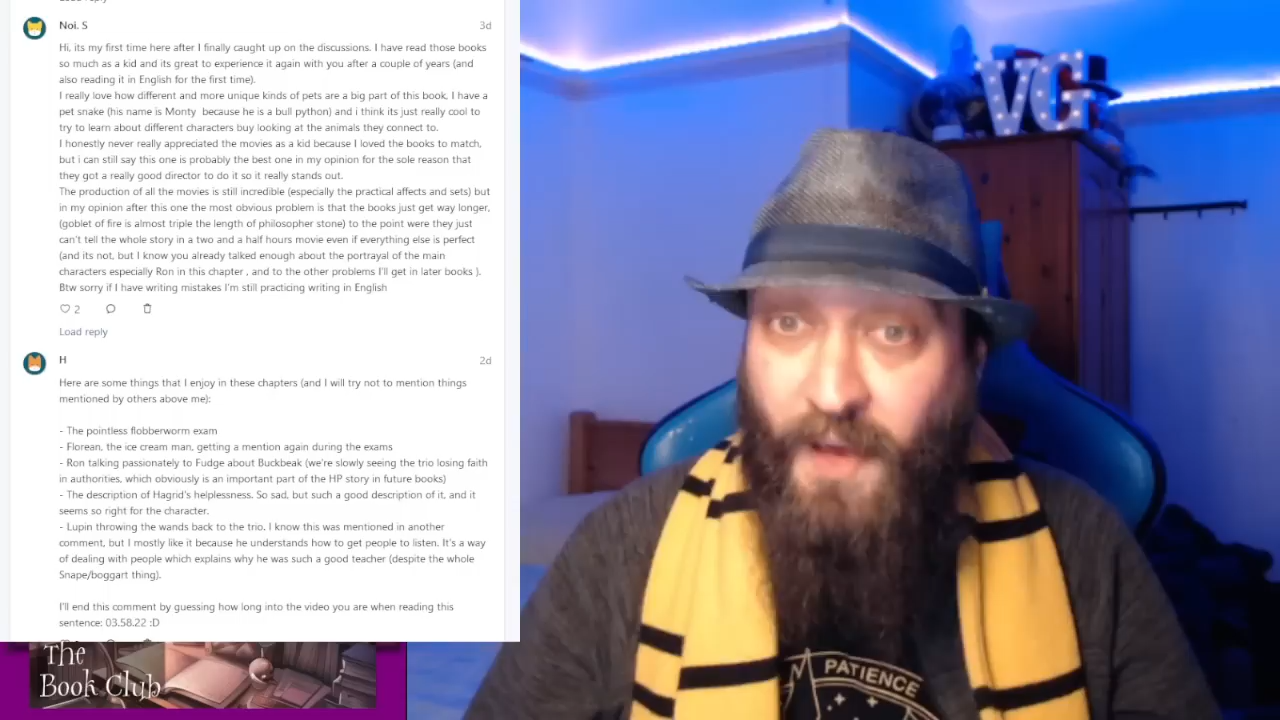 Noi. S
3d
Hi, its my first time here after I finally caught up on the discussions. I have read those books
so much as a kid and its great to experience it again with you after a couple of years (and
also reading it in English for the first time).
I really love how different and more unique kinds of pets are a big part of this book, I have a
pet snake (his name is Monty because he is a bull python) and i think its just really cool to
try to learn about different characters buy looking at the animals they connect to.
I honestly never really appreciated the movies as a kid because I loved the books to match,
but i can still say this one is probably the best one in my opinion for the sole reason that
they got a really good director to do it so it really stands out.
The production of all the movies is still incredible (especially the practical affects and sets) but
in my opinion after this one the most obvious problem is that the books just get way longer,
(goblet of fire is almost triple the length of philosopher stone) to the point were they just
can't tell the whole story in a two and a half hours movie even if everything else is perfect
(and its not, but I know you already talked enough about the portrayal of the main
characters especially Ron in this chapter , and to the other problems I'll get in later books ).
Btw sorry if I have writing mistakes I'm still practicing writing in English
2
Load reply
H
2d
Here are some things that I enjoy in these chapters (and I will try not to mention things
mentioned by others above me):
- The pointless flobberworm exam
- Florean, the ice cream man, getting a mention again during the exams
- Ron talking passionately to Fudge about Buckbeak (we're slowly seeing the trio losing faith
in authorities, which obviously is an important part of the HP story in future books)
- The description of Hagrid's helplessness. So sad, but such a good description of it, and it
seems so right for the character.
- Lupin throwing the wands back to the trio. I know this was mentioned in another
comment, but I mostly like it because he understands how to get people to listen. It's a way
of dealing with people which explains why he was such a good teacher (despite the whole
Snape/boggart thing).
I'll end this comment by guessing how long into the video you are when reading this
sentence: 03.58.22 :D
The
Book Club
VG
PATIENCE